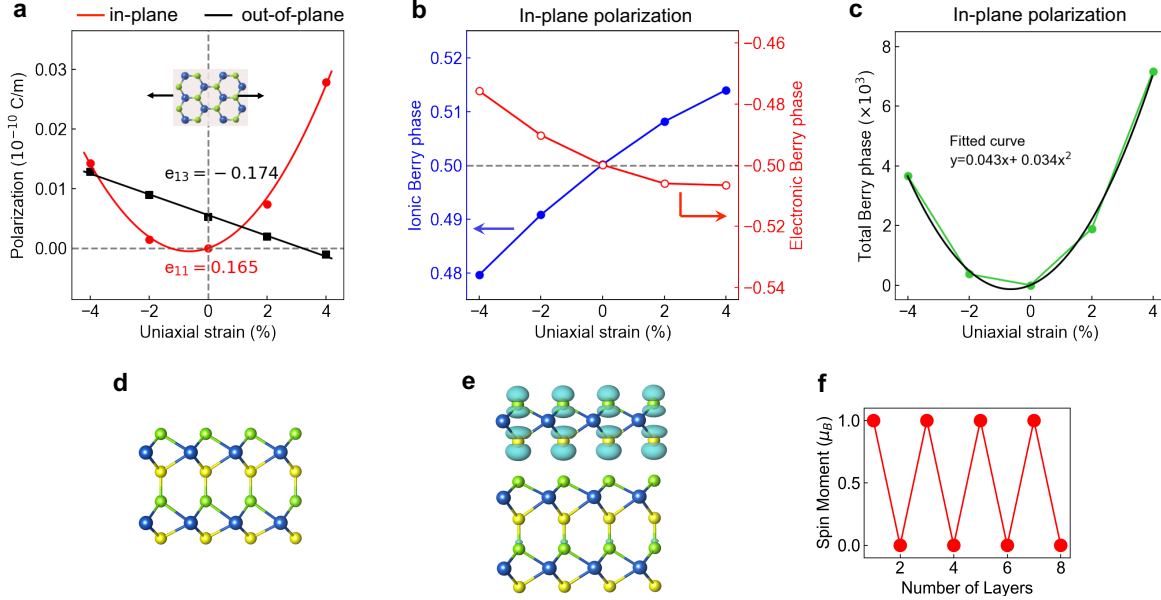 a
in-plane
out-of-plane
Polarization (10⁻¹⁰ C/m)
0.03
0.02
0.01
0.00
e₁₃ = −0.174
e₁₁ = 0.165
−4
−2
0
2
4
Uniaxial strain (%)
b
In-plane polarization
Ionic Berry phase
0.52
0.51
0.50
0.49
0.48
−0.46
−0.48
−0.50
−0.52
−0.54
Electronic Berry phase
−4
−2
0
2
4
Uniaxial strain (%)
c
In-plane polarization
Total Berry phase (×10³)
8
6
4
2
0
Fitted curve
y=0.043x+ 0.034x²
−4
−2
0
2
4
Uniaxial strain (%)
d
e
f
Spin Moment (μ_B)
1.0
0.5
0.0
2
4
6
8
Number of Layers